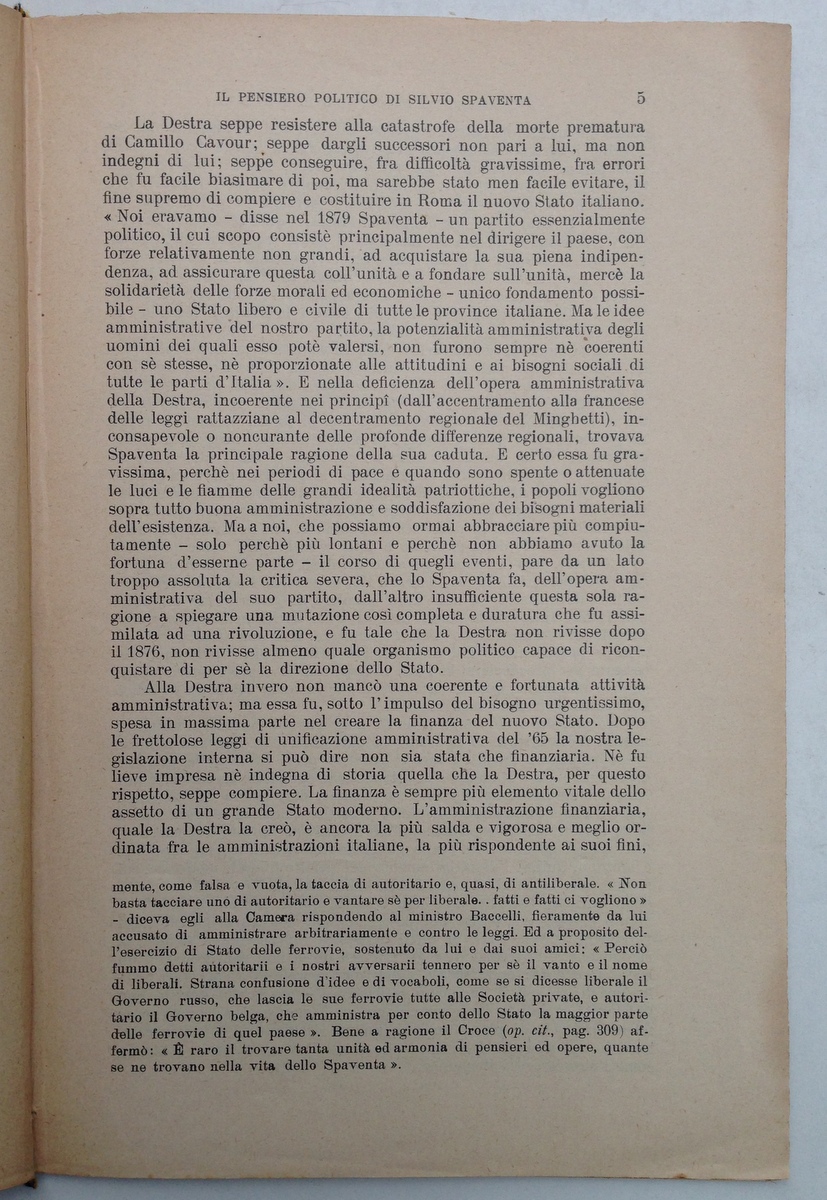 IL PENSIERO POLITICO DI SILVIO SPAVENTA 5
La Destra seppe resistere alla catastrofe della morte prematura
di Camillo Cavour; seppe dargli successori non pari a lui, ma non
indegni di lui; seppe conseguire, fra difficoltà gravissime, fra errori
che fu facile biasimare di poi, ma sarebbe stato men facile evitare, il
fine supremo di compiere e costituire in Roma il nuovo Stato italiano.
« Noi eravamo – disse nel 1879 Spaventa – un partito essenzialmente
politico, il cui scopo consistè principalmente nel dirigere il paese, con
forze relativamente non grandi, ad acquistare la sua piena indipen-
denza, ad assicurare questa coll'unità e a fondare sull'unità, mercè la
solidarietà delle forze morali ed economiche – unico fondamento possi-
bile – uno Stato libero e civile di tutte le province italiane. Ma le idee
amministrative del nostro partito, la potenzialità amministrativa degli
uomini dei quali esso potè valersi, non furono sempre nè coerenti
con sè stesse, nè proporzionate alle attitudini e ai bisogni sociali di
tutte le parti d'Italia ». E nella deficienza dell'opera amministrativa
della Destra, incoerente nei principî (dall'accentramento alla francese
delle leggi rattazziane al decentramento regionale del Minghetti), in-
consapevole o noncurante delle profonde differenze regionali, trovava
Spaventa la principale ragione della sua caduta. E certo essa fu gra-
vissima, perchè nei periodi di pace e quando sono spente o attenuate
le luci e le fiamme delle grandi idealità patriottiche, i popoli vogliono
sopra tutto buona amministrazione e soddisfazione dei bisogni materiali
dell'esistenza. Ma a noi, che possiamo ormai abbracciare più compiu-
tamente – solo perchè più lontani e perchè non abbiamo avuto la
fortuna d'esserne parte – il corso di quegli eventi, pare da un lato
troppo assoluta la critica severa, che lo Spaventa fa, dell'opera am-
ministrativa del suo partito, dall'altro insufficiente questa sola ra-
gione a spiegare una mutazione così completa e duratura che fu assi-
milata ad una rivoluzione, e fu tale che la Destra non rivisse dopo
il 1876, non rivisse almeno quale organismo politico capace di ricon-
quistare di per sè la direzione dello Stato.
Alla Destra invero non mancò una coerente e fortunata attività
amministrativa; ma essa fu, sotto l'impulso del bisogno urgentissimo,
spesa in massima parte nel creare la finanza del nuovo Stato. Dopo
le frettolose leggi di unificazione amministrativa del '65 la nostra le-
gislazione interna si può dire non sia stata che finanziaria. Nè fu
lieve impresa nè indegna di storia quella che la Destra, per questo
rispetto, seppe compiere. La finanza è sempre più elemento vitale dello
assetto di un grande Stato moderno. L'amministrazione finanziaria,
quale la Destra la creò, è ancora la più salda e vigorosa e meglio or-
dinata fra le amministrazioni italiane, la più rispondente ai suoi fini,
mente, come falsa e vuota, la taccia di autoritario e, quasi, di antiliberale. « Non
basta tacciare uno di autoritario e vantare sè per liberale. . fatti e fatti ci vogliono »
– diceva egli alla Camera rispondendo al ministro Baccelli, fieramente da lui
accusato di amministrare arbitrariamente e contro le leggi. Ed a proposito del-
l'esercizio di Stato delle ferrovie, sostenuto da lui e dai suoi amici: « Perciò
fummo detti autoritarii e i nostri avversarii tennero per sè il vanto e il nome
di liberali. Strana confusione d'idee e di vocaboli, come se si dicesse liberale il
Governo russo, che lascia le sue ferrovie tutte alle Società private, e autori-
tario il Governo belga, che amministra per conto dello Stato la maggior parte
delle ferrovie di quel paese ». Bene a ragione il Croce (op. cit., pag. 309) af-
fermò: « È raro il trovare tanta unità ed armonia di pensieri ed opere, quante
se ne trovano nella vita dello Spaventa ».